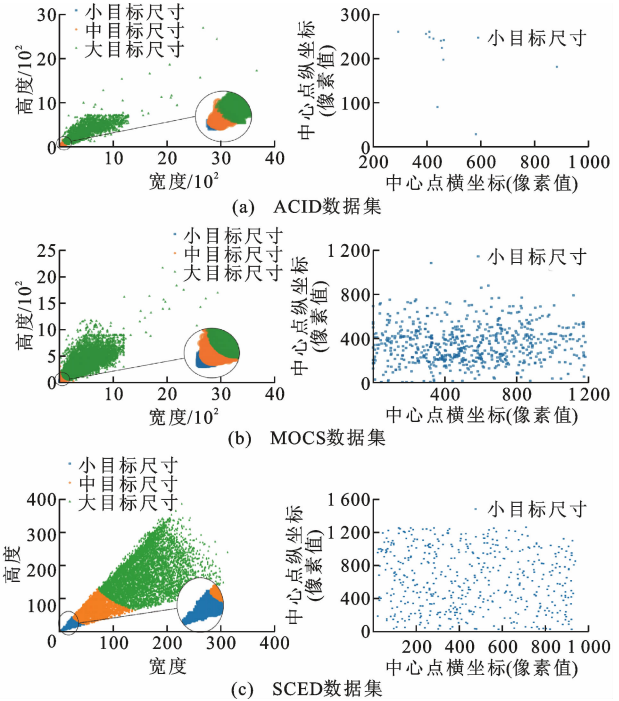 小目标尺寸
中目标尺寸
大目标尺寸
30
20
10
0
10 20 30 40
高度/10²
宽度/10²
小目标尺寸
300
200
100
0
200 400 600 800 1 000
中心点纵坐标
(像素值)
中心点横坐标(像素值)
(a) ACID数据集
小目标尺寸
中目标尺寸
大目标尺寸
25
20
15
10
5
0
10 20 30 40
高度/10²
宽度/10²
小目标尺寸
1 200
800
400
0
400 800 1 200
中心点纵坐标
(像素值)
中心点横坐标(像素值)
(b) MOCS数据集
小目标尺寸
中目标尺寸
大目标尺寸
400
300
200
100
0
100 200 300 400
高度
宽度
小目标尺寸
1 600
1 200
800
400
0
200 400 600 800 1 000
中心点纵坐标
(像素值)
中心点横坐标(像素值)
(c) SCED数据集